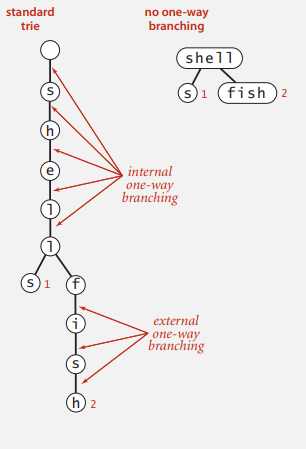 standard
trie
no one-way
branching
shell
s 1
fish 2
s
h
e
l
l
internal
one-way
branching
s 1
f
i
s
h 2
external
one-way
branching